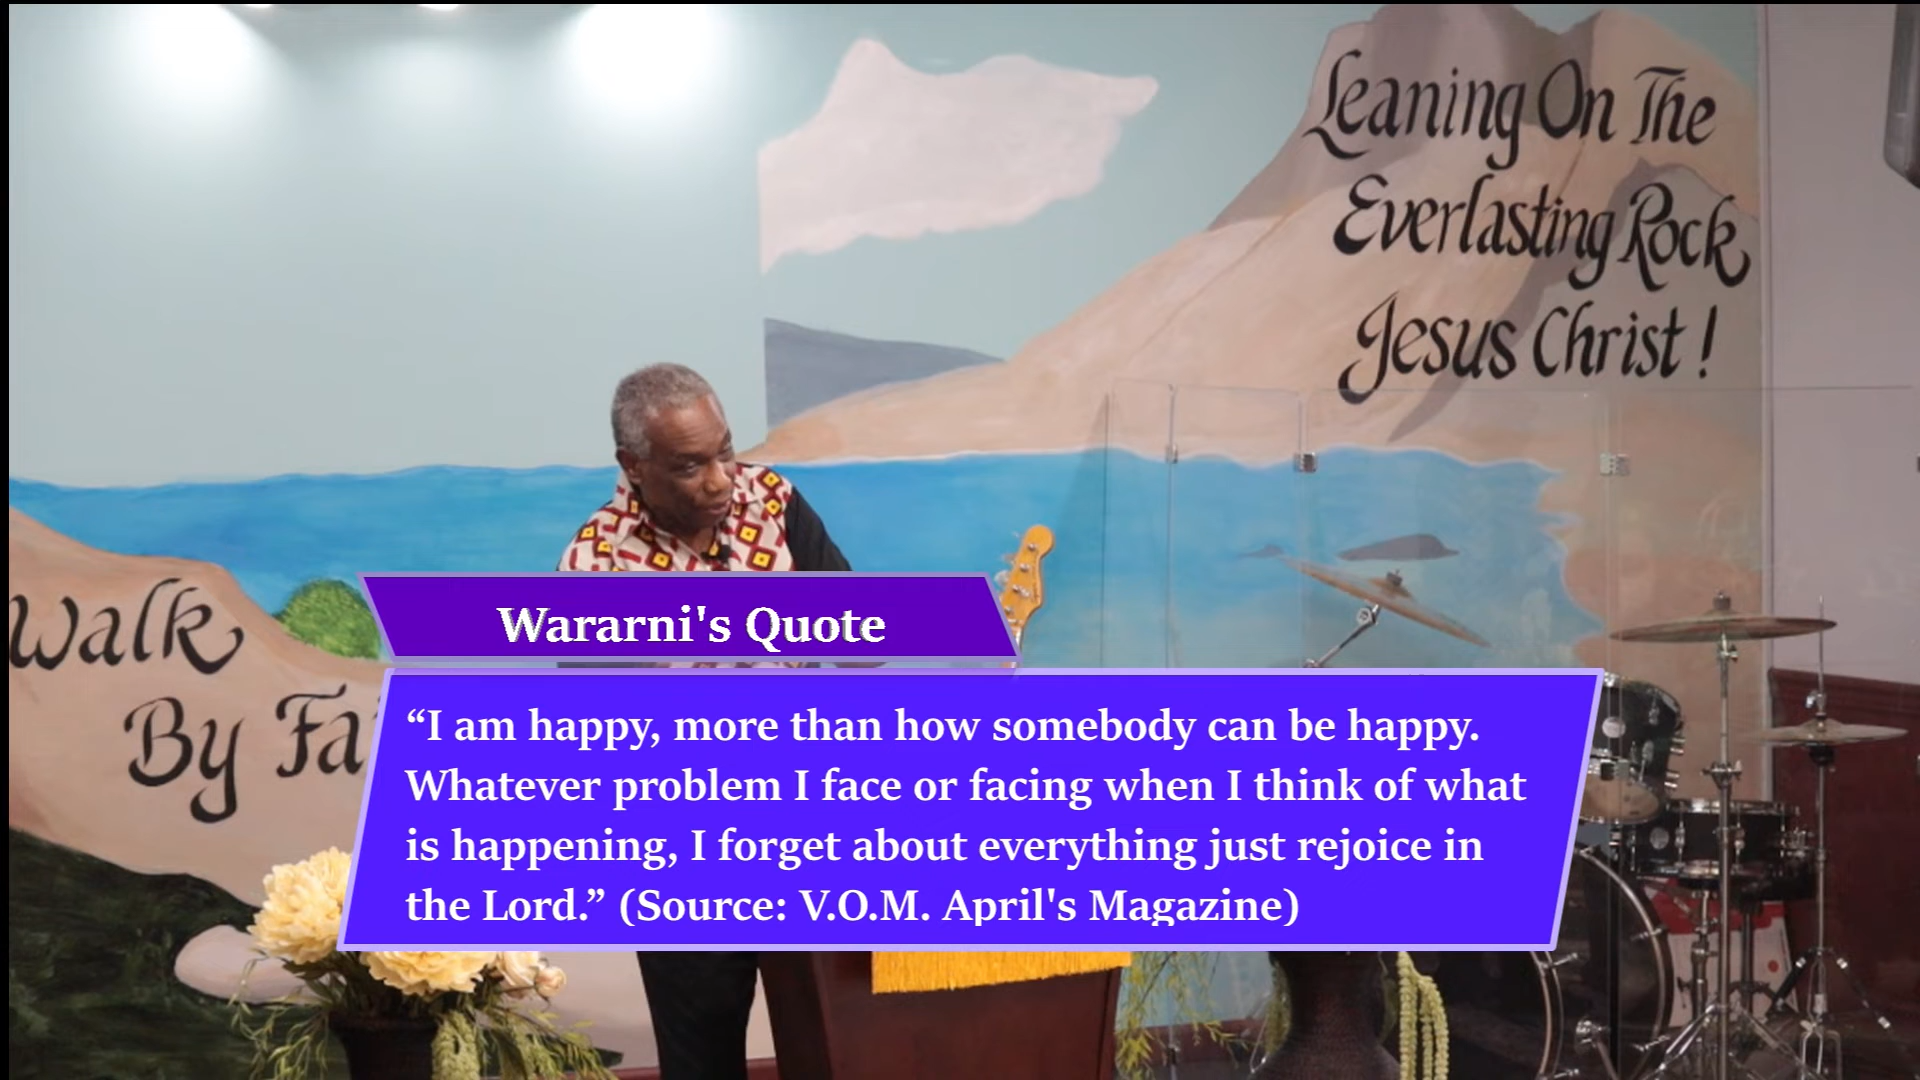 Leaning On The
Everlasting Rock
Jesus Christ !
Walk
By
Wararni's Quote
“I am happy, more than how somebody can be happy.
Whatever problem I face or facing when I think of what
is happening, I forget about everything just rejoice in
the Lord.” (Source: V.O.M. April's Magazine)